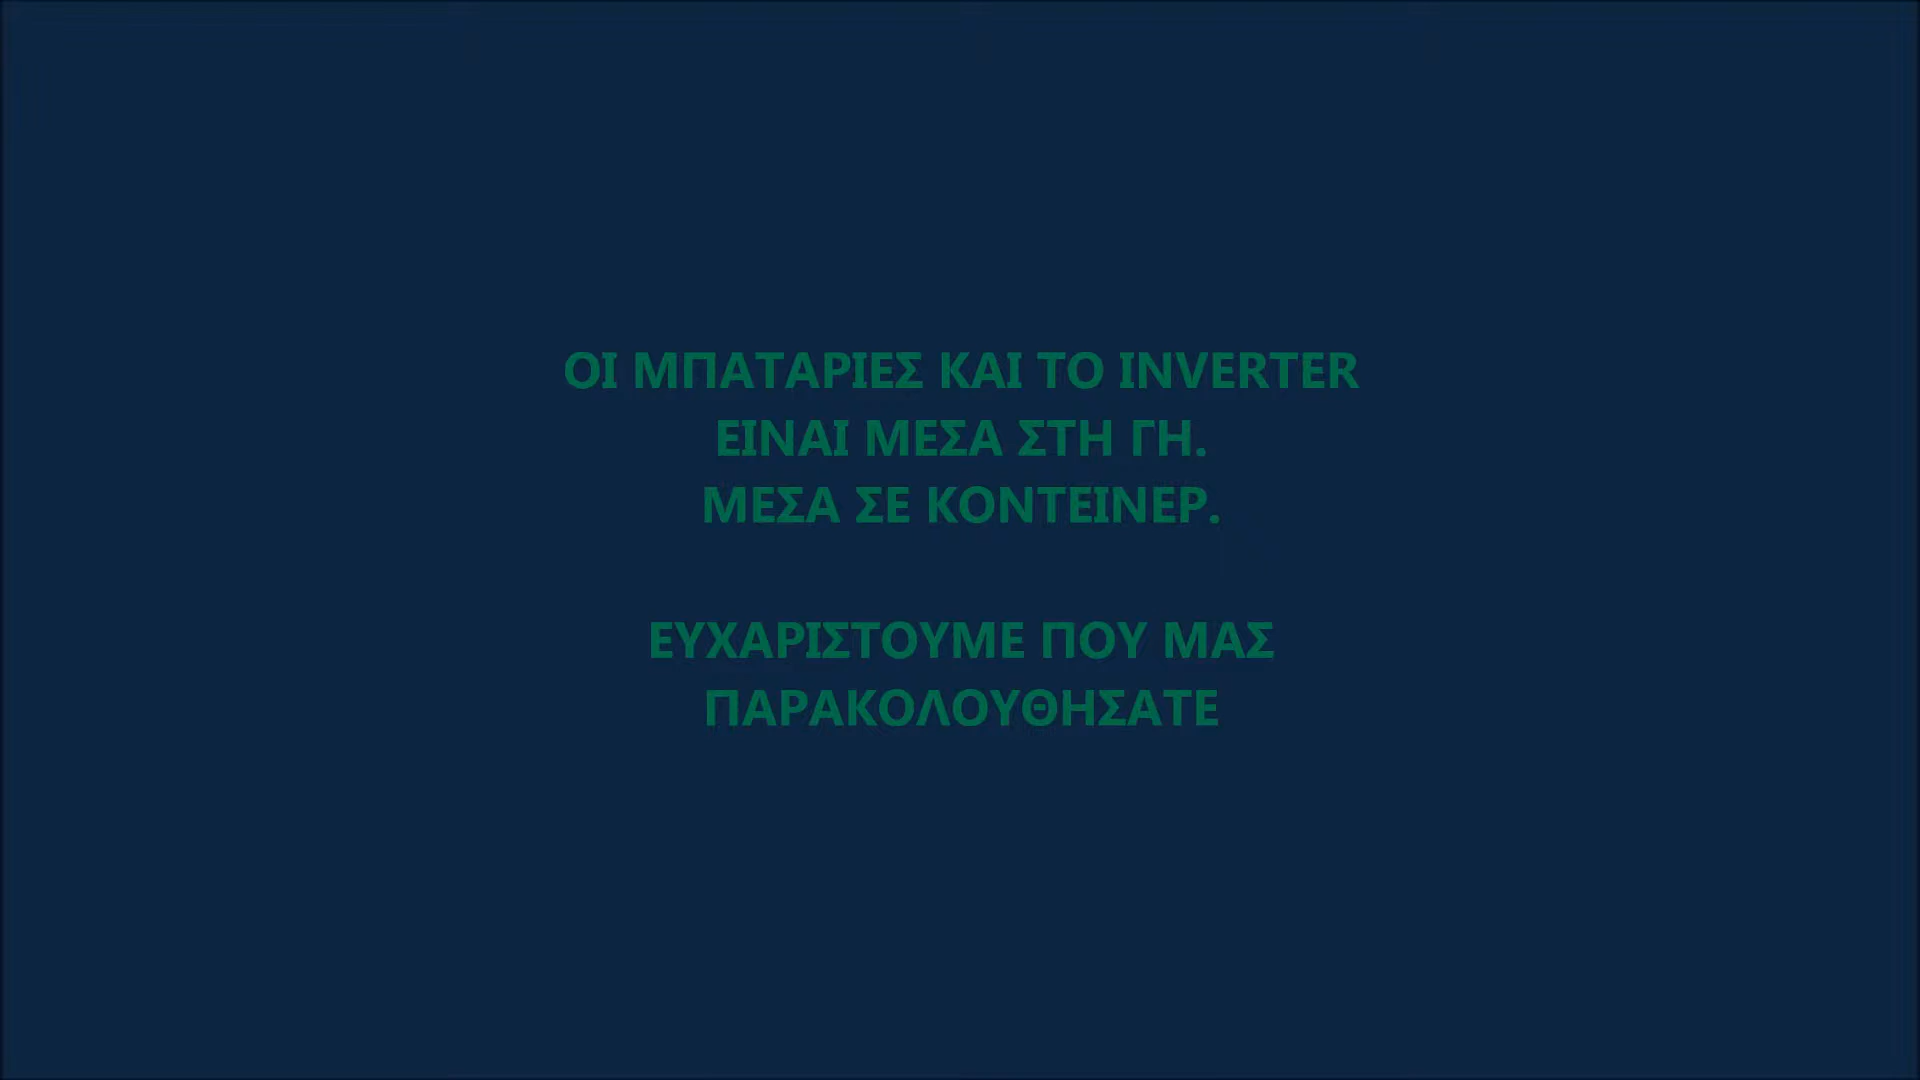 ΟΙ ΜΠΑΤΑΡΙΕΣ ΚΑΙ ΤΟ INVERTER
ΕΙΝΑΙ ΜΕΣΑ ΣΤΗ ΓΗ.
ΜΕΣΑ ΣΕ ΚΟΝΤΕΙΝΕΡ.
ΕΥΧΑΡΙΣΤΟΥΜΕ ΠΟΥ ΜΑΣ
ΠΑΡΑΚΟΛΟΥΘΗΣΑΤΕ